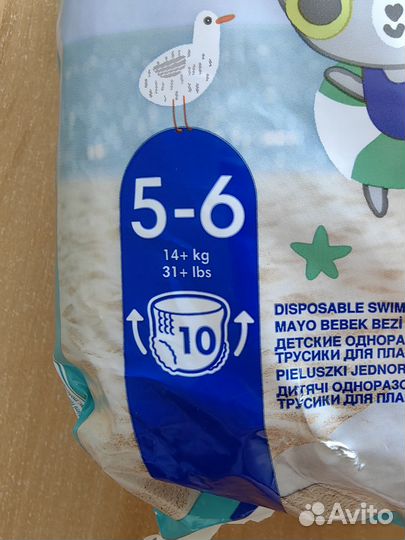 5-6
14+ kg
31+ lbs
10
DISPOSABLE SWIM
MAYO BEBEK BEZİ
ДЕТСКИЕ ОДНОРА
ТРУСИКИ ДЛЯ ПЛА
PIELUSZKI JEDNOR
ДИТЯЧІ ОДНОРАЗО
ТРУСИКИ ДЛЯ ПЛА
Avito